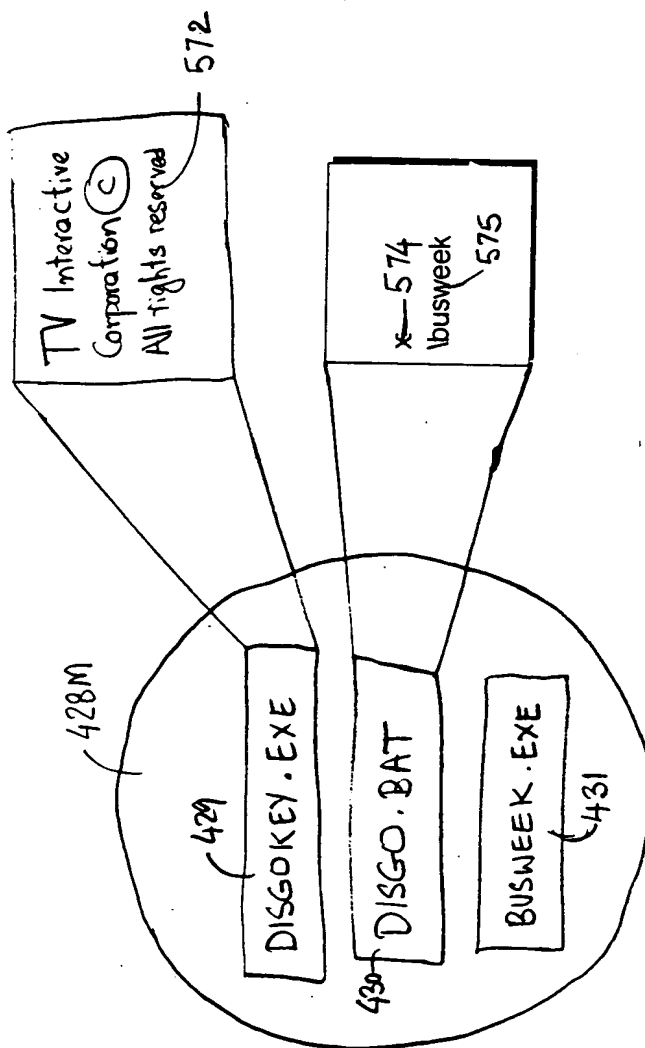 TV Interactive
Corporation Ⓒ
All rights reserved
572
x 574
\busweek
575
428M
429
DISGOKEY.EXE
430
DISGO.BAT
BUSWEEK.EXE
431